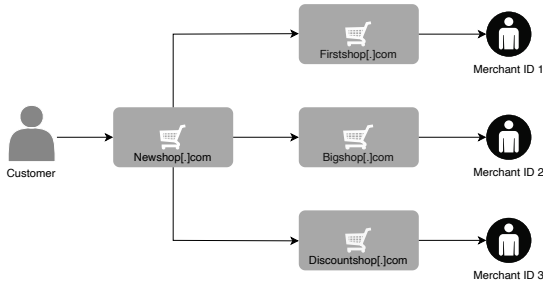 Firstshop[.]com
Merchant ID 1
Customer
Newshop[.]com
Bigshop[.]com
Merchant ID 2
Discountshop[.]com
Merchant ID 3